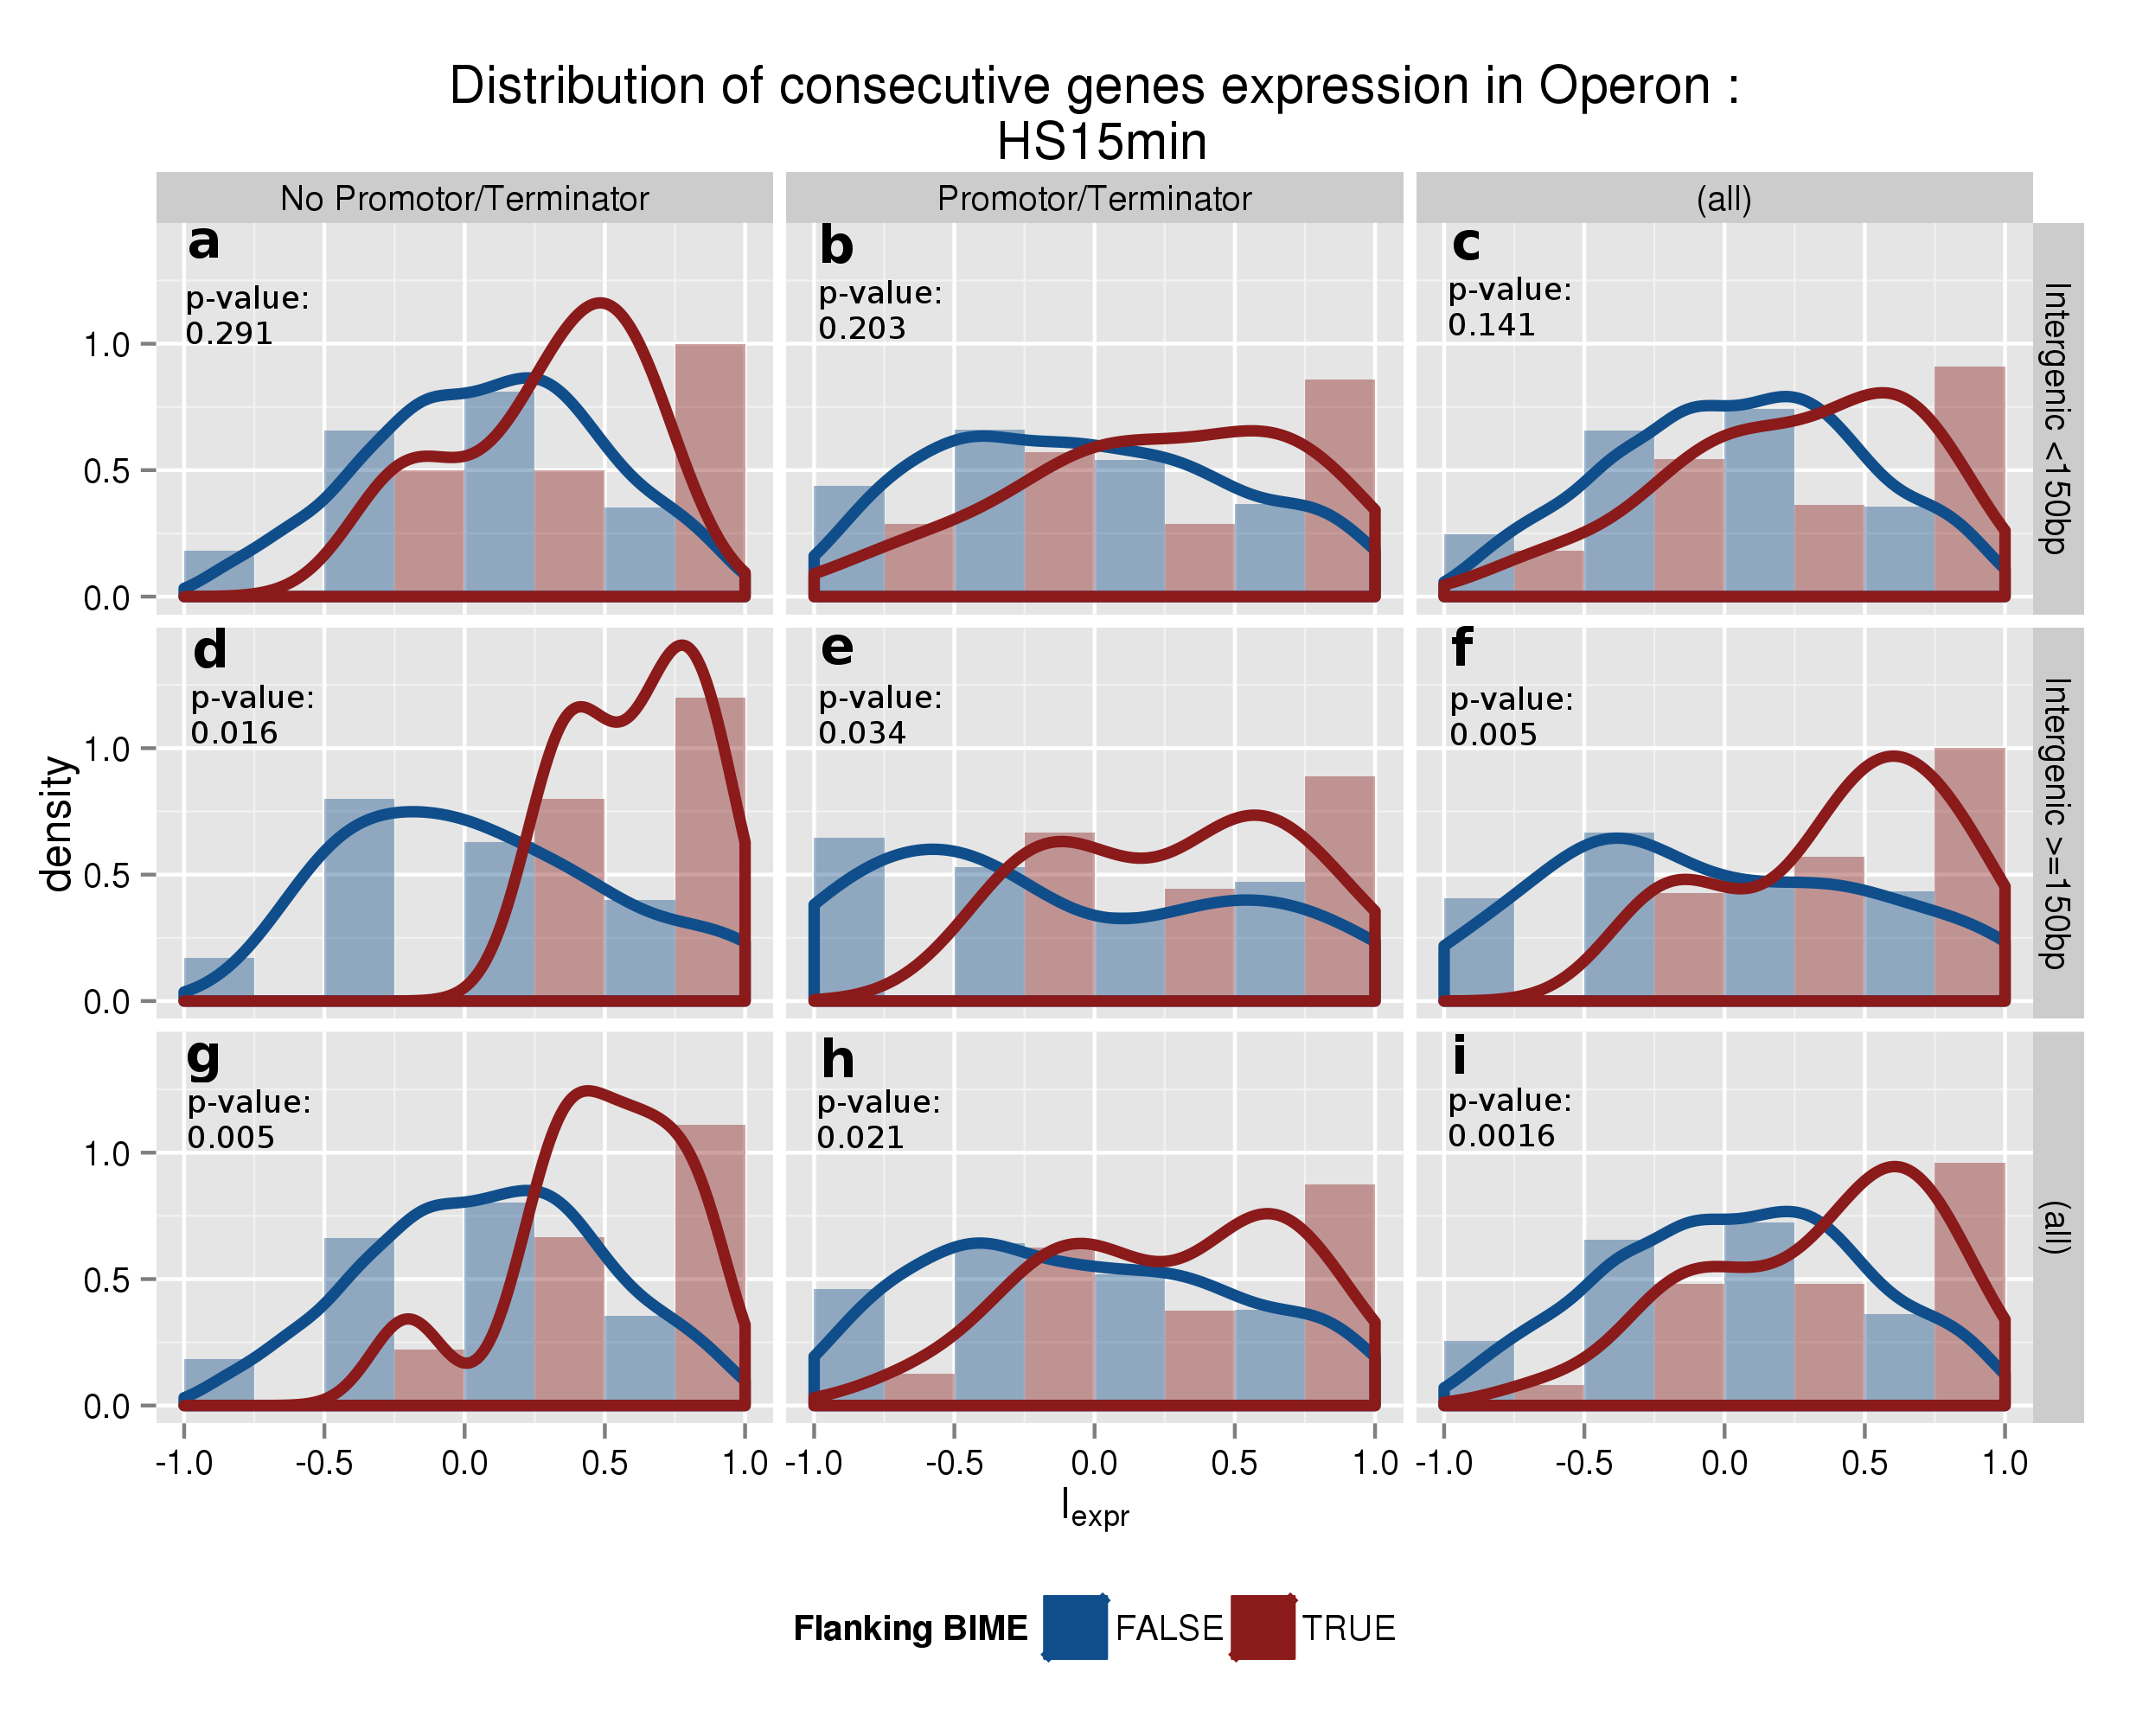 Distribution of consecutive genes expression in Operon :
HS15min
No Promotor/Terminator
Promotor/Terminator
(all)
a
p-value:
0.291
b
p-value:
0.203
c
p-value:
0.141
Intergenic <150bp
1.0
0.5
0.0
d
p-value:
0.016
e
p-value:
0.034
f
p-value:
0.005
Intergenic >=150bp
density
1.0
0.5
0.0
g
p-value:
0.005
h
p-value:
0.021
i
p-value:
0.0016
(all)
1.0
0.5
0.0
-1.0 -0.5 0.0 0.5 1.0
-1.0 -0.5 0.0 0.5 1.0
-1.0 -0.5 0.0 0.5 1.0
Iexpr
Flanking BIME FALSE TRUE